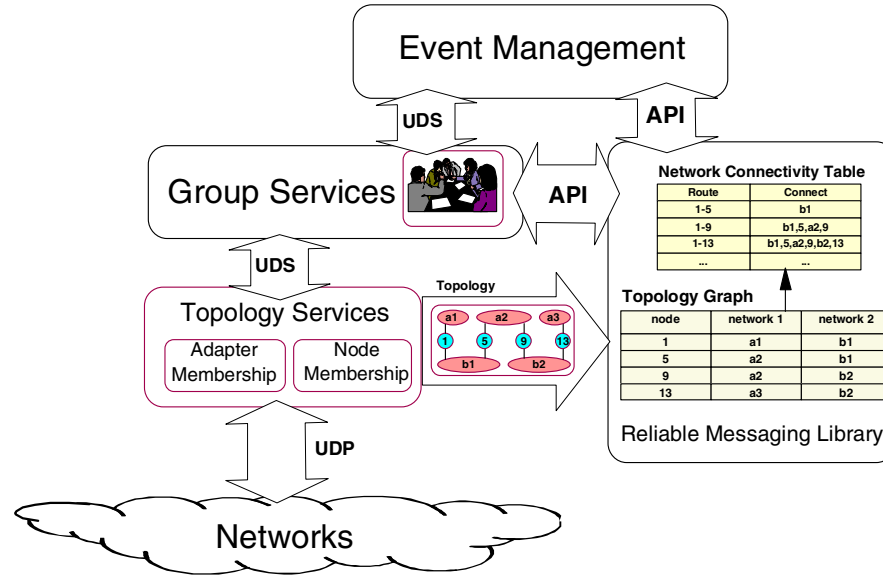 Event Management
UDS
API
Group Services
API
Network Connectivity Table
Route Connect
1-5 b1
1-9 b1,5,a2,9
1-13 b1,5,a2,9,b2,13
... ...
UDS
Topology Services
Adapter
Membership
Node
Membership
Topology
a1 a2 a3
1 5 9 13
b1 b2
Topology Graph
node network 1 network 2
1 a1 b1
5 a2 b1
9 a2 b2
13 a3 b2
Reliable Messaging Library
UDP
Networks